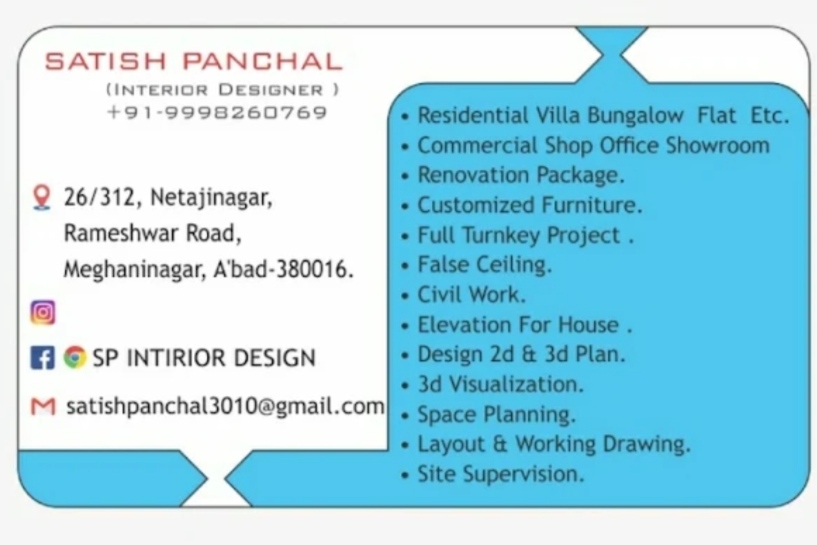 SATISH PANCHAL
(INTERIOR DESIGNER )
+91-9998260769
26/312, Netajinagar,
Rameshwar Road,
Meghaninagar, A'bad-380016.
SP INTIRIOR DESIGN
satishpanchal3010@gmail.com
• Residential Villa Bungalow Flat Etc.
• Commercial Shop Office Showroom
• Renovation Package.
• Customized Furniture.
• Full Turnkey Project .
• False Ceiling.
• Civil Work.
• Elevation For House .
• Design 2d & 3d Plan.
• 3d Visualization.
• Space Planning.
• Layout & Working Drawing.
• Site Supervision.